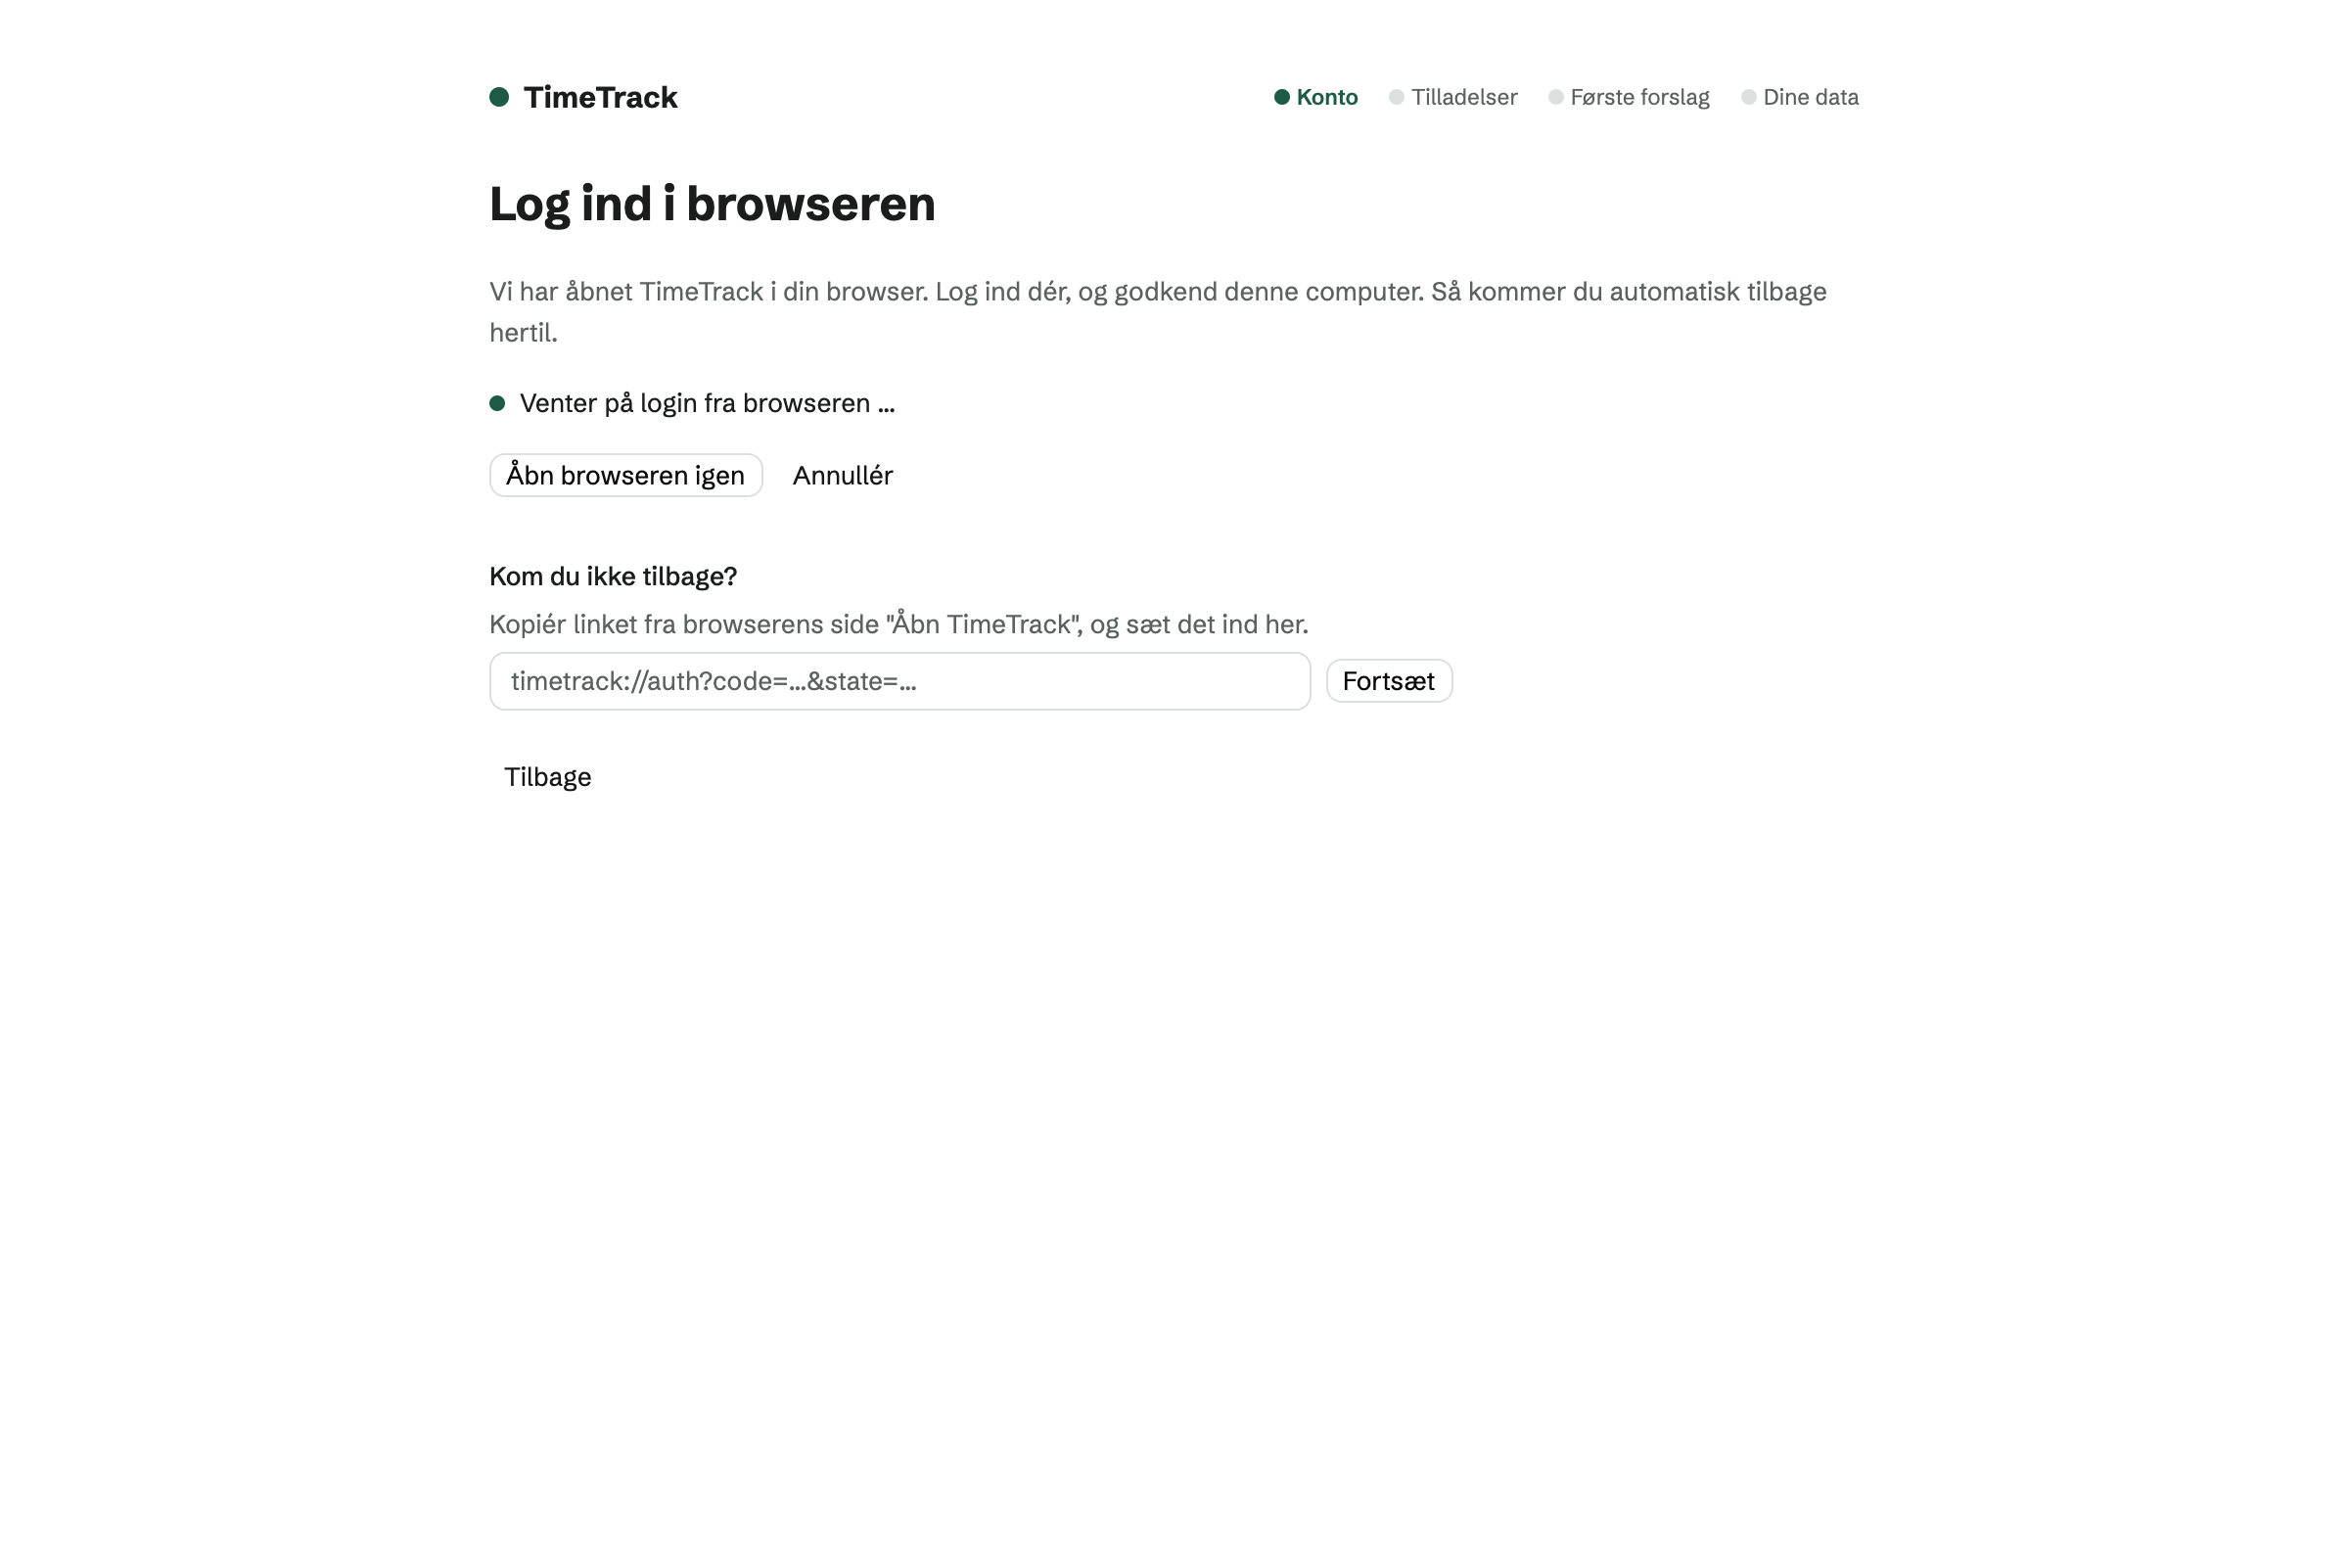 TimeTrack
Konto
Tilladelser
Første forslag
Dine data
Log ind i browseren
Vi har åbnet TimeTrack i din browser. Log ind dér, og godkend denne computer. Så kommer du automatisk tilbage
hertil.
Venter på login fra browseren ...
Åbn browseren igen
Annullér
Kom du ikke tilbage?
Kopiér linket fra browserens side "Åbn TimeTrack", og sæt det ind her.
timetrack://auth?code=...&state=...
Fortsæt
Tilbage